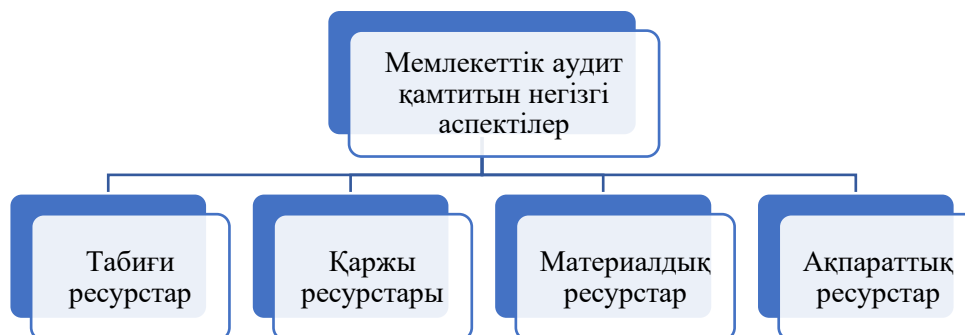 Мемлекеттік аудит
қамтитын негізгі
аспектілер
Табиғи
ресурстар
Қаржы
ресурстары
Материалдық
ресурстар
Ақпараттық
ресурстар